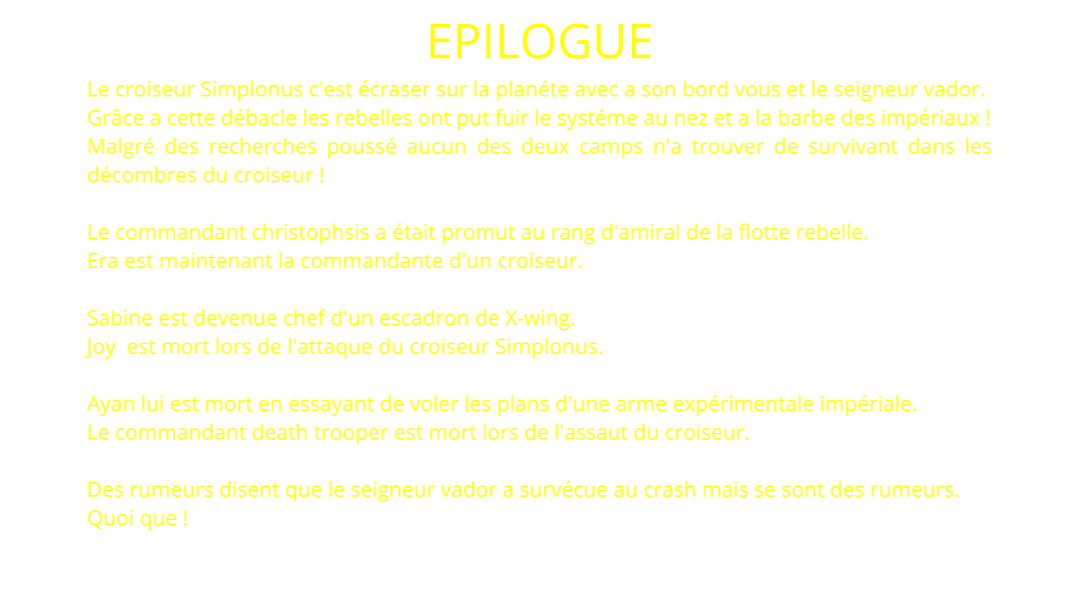 EPILOGUE
Le croiseur Simplonus c'est écraser sur la planéte avec a son bord vous et le seigneur vador.
Grâce a cette débacle les rebelles ont put fuir le systéme au nez et a la barbe des impériaux !
Malgré des recherches poussé aucun des deux camps n'a trouver de survivant dans les
décombres du croiseur !
Le commandant christophsis a était promut au rang d'amiral de la flotte rebelle.
Era est maintenant la commandante d'un croiseur.
Sabine est devenue chef d'un escadron de X-wing.
Joy  est mort lors de l'attaque du croiseur Simplonus.
Ayan lui est mort en essayant de voler les plans d'une arme expérimentale impériale.
Le commandant death trooper est mort lors de l'assaut du croiseur.
Des rumeurs disent que le seigneur vador a survécue au crash mais se sont des rumeurs.
Quoi que !